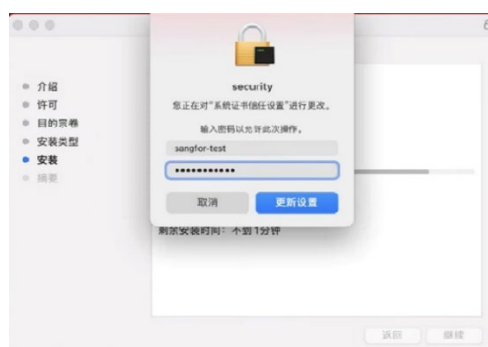 security
您正在对“系统证书信任设置”进行更改。
输入密码以允许此次操作。
sangfor-test
•••••••••••
取消
更新设置
介绍
许可
目的宗卷
安装类型
安装
摘要
剩余安装时间：不到1分钟
返回
继续